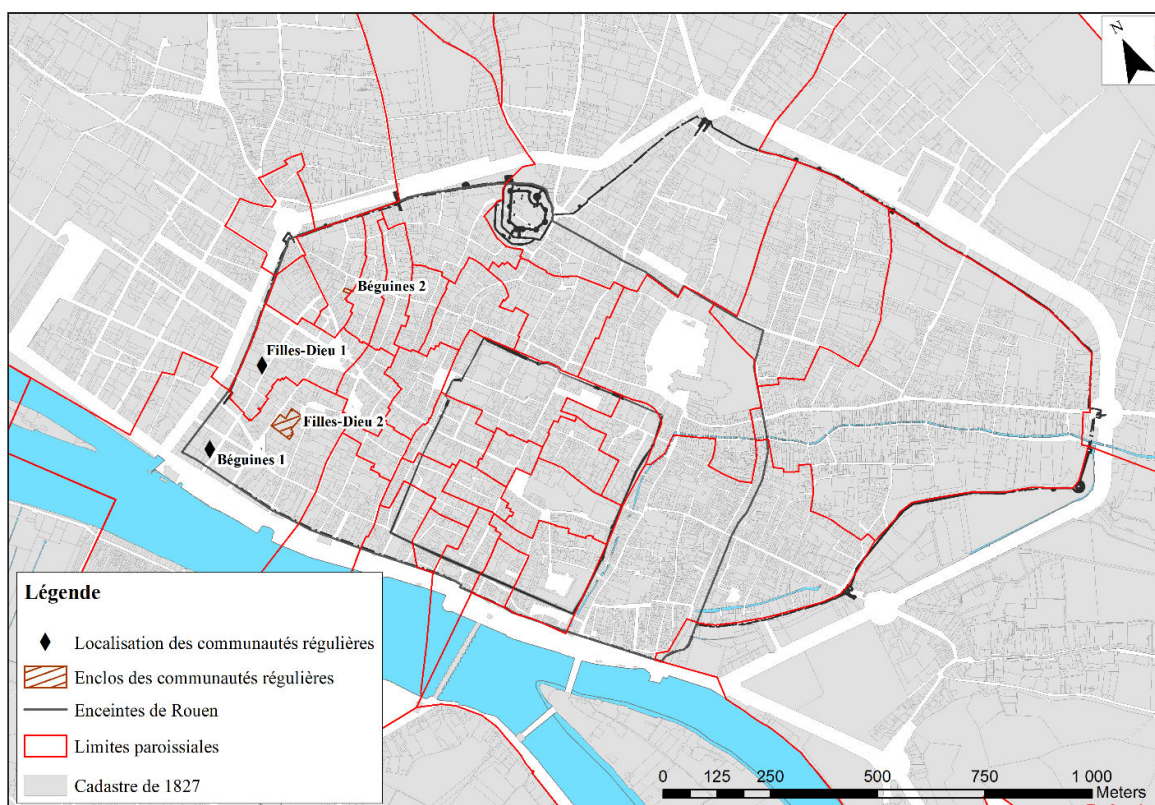 N
Béguines 2
Filles-Dieu 1
Filles-Dieu 2
Béguines 1
Légende
Localisation des communautés régulières
Enclos des communautés régulières
Enceintes de Rouen
Limites paroissiales
Cadastre de 1827
0 125 250 500 750 1 000
Meters